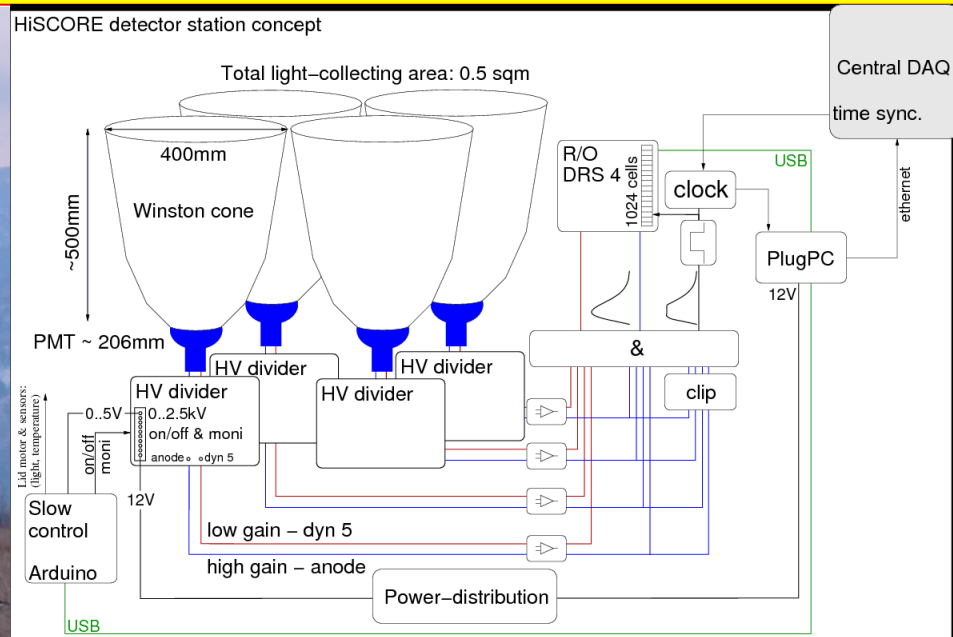 HiSCORE detector station concept
Total light-collecting area: 0.5 sqm
Central DAQ
time sync.
400mm
Winston cone
~500mm
R/O
DRS 4
1024 cells
USB
clock
ethernet
PlugPC
12V
PMT ~ 206mm
&
HV divider
HV divider
HV divider
HV divider
clip
0..5V
0..2.5kV
on/off & moni
anode
dyn 5
on/off
moni
Lid motor & sensors:
(light, temperature)
12V
Slow
control
Arduino
low gain - dyn 5
high gain - anode
Power-distribution
USB